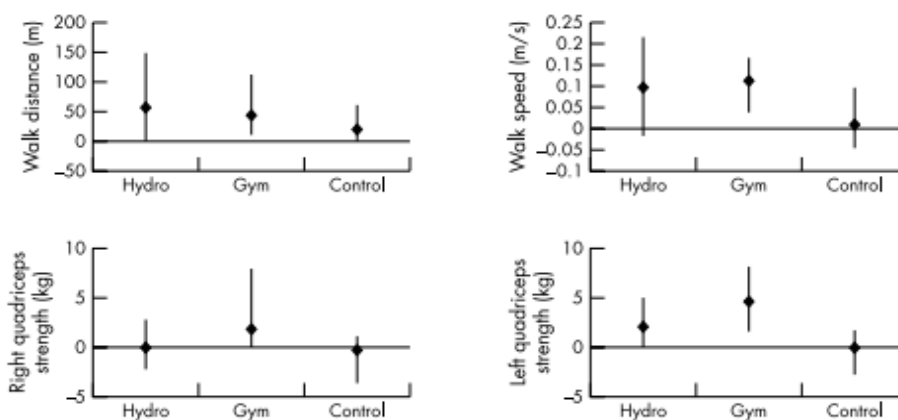 Walk distance (m)
200
150
100
50
0
–50
Hydro Gym Control
Walk speed (m/s)
0.25
0.2
0.15
0.1
0.05
0
–0.05
–0.1
Hydro Gym Control
Right quadriceps
strength (kg)
10
5
0
–5
Hydro Gym Control
Left quadriceps
strength (kg)
10
5
0
–5
Hydro Gym Control